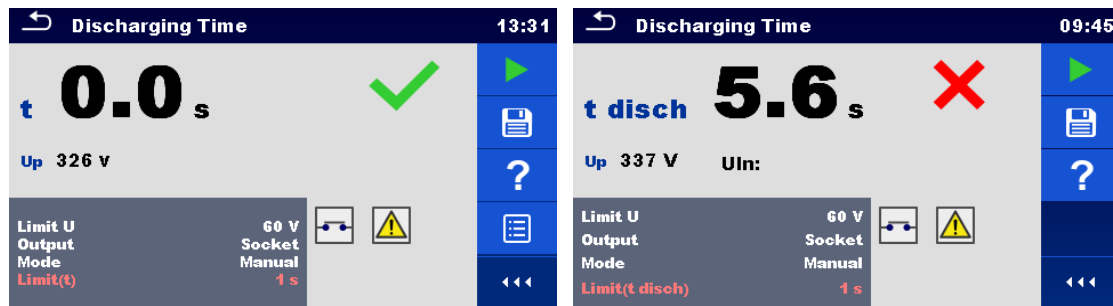 Discharging Time 13:31
t 0.0 s
Up 326 V
Limit U 60 V
Output Socket
Mode Manual
Limit(t) 1 s
Discharging Time 09:45
t disch 5.6 s
Up 337 V UIn:
?
Limit U 60 V
Output Socket
Mode Manual
Limit(t disch) 1 s
?